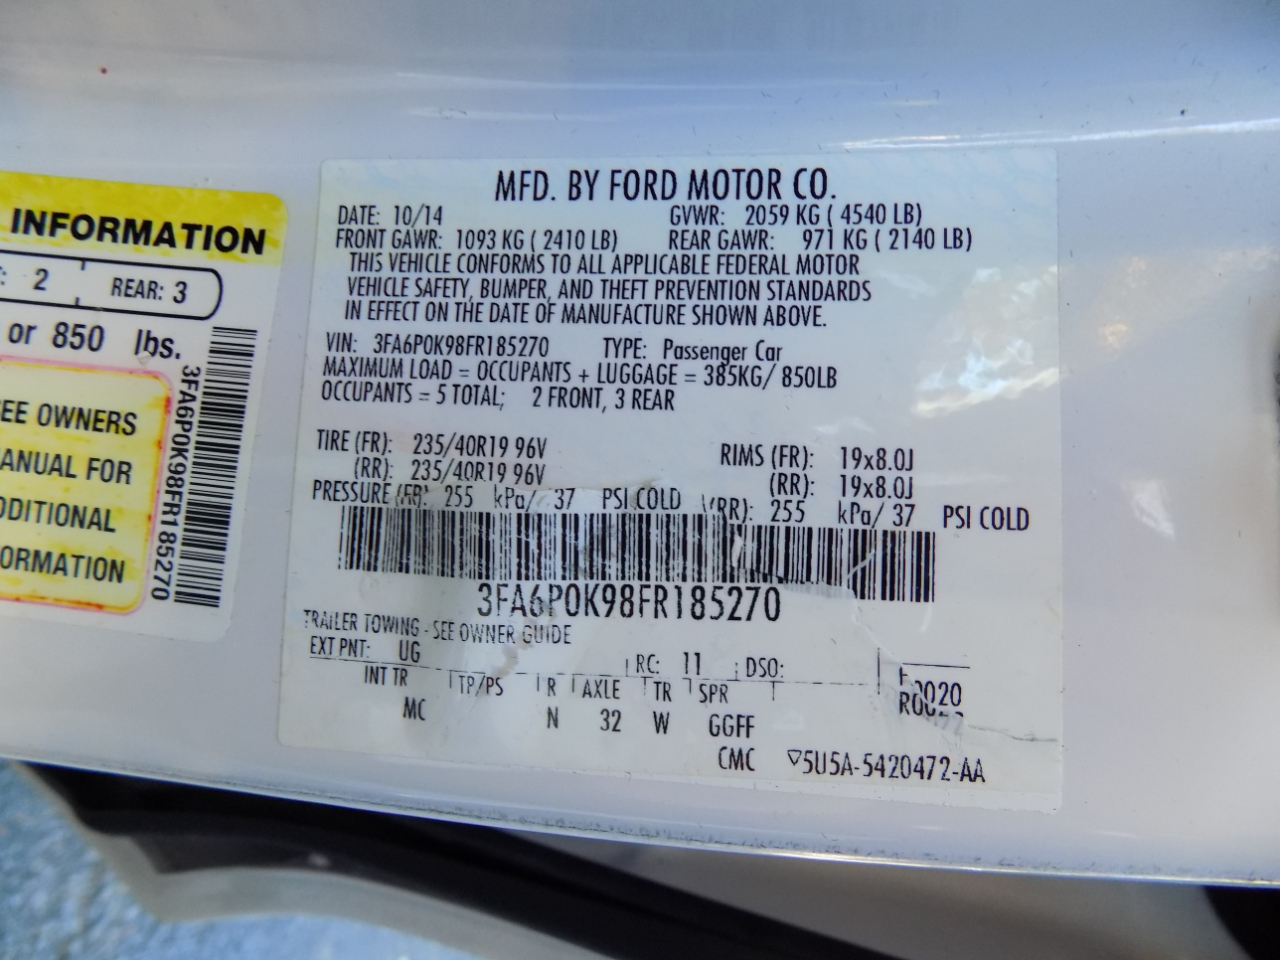 INFORMATION
: 2 REAR: 3
or 850 lbs.
EE OWNERS
ANUAL FOR
DDITIONAL
ORMATION
3FA6P0K98FR185270
MFD. BY FORD MOTOR CO.
DATE: 10/14 GVWR: 2059 KG ( 4540 LB)
FRONT GAWR: 1093 KG ( 2410 LB) REAR GAWR: 971 KG ( 2140 LB)
THIS VEHICLE CONFORMS TO ALL APPLICABLE FEDERAL MOTOR
VEHICLE SAFETY, BUMPER, AND THEFT PREVENTION STANDARDS
IN EFFECT ON THE DATE OF MANUFACTURE SHOWN ABOVE.
VIN: 3FA6P0K98FR185270 TYPE: Passenger Car
MAXIMUM LOAD = OCCUPANTS + LUGGAGE = 385KG/ 850LB
OCCUPANTS = 5 TOTAL; 2 FRONT, 3 REAR
TIRE (FR): 235/40R19 96V RIMS (FR): 19x8.0J
(RR): 235/40R19 96V (RR): 19x8.0J
PRESSURE (FR): 255 kPa/ 37 PSI COLD (RR): 255 kPa/ 37 PSI COLD
3FA6P0K98FR185270
TRAILER TOWING - SEE OWNER GUIDE
EXT PNT: UG RC: 11 DSO:
INT TR TP/PS R AXLE TR SPR
MC N 32 W GGFF
CMC ▽5U5A-5420472-AA